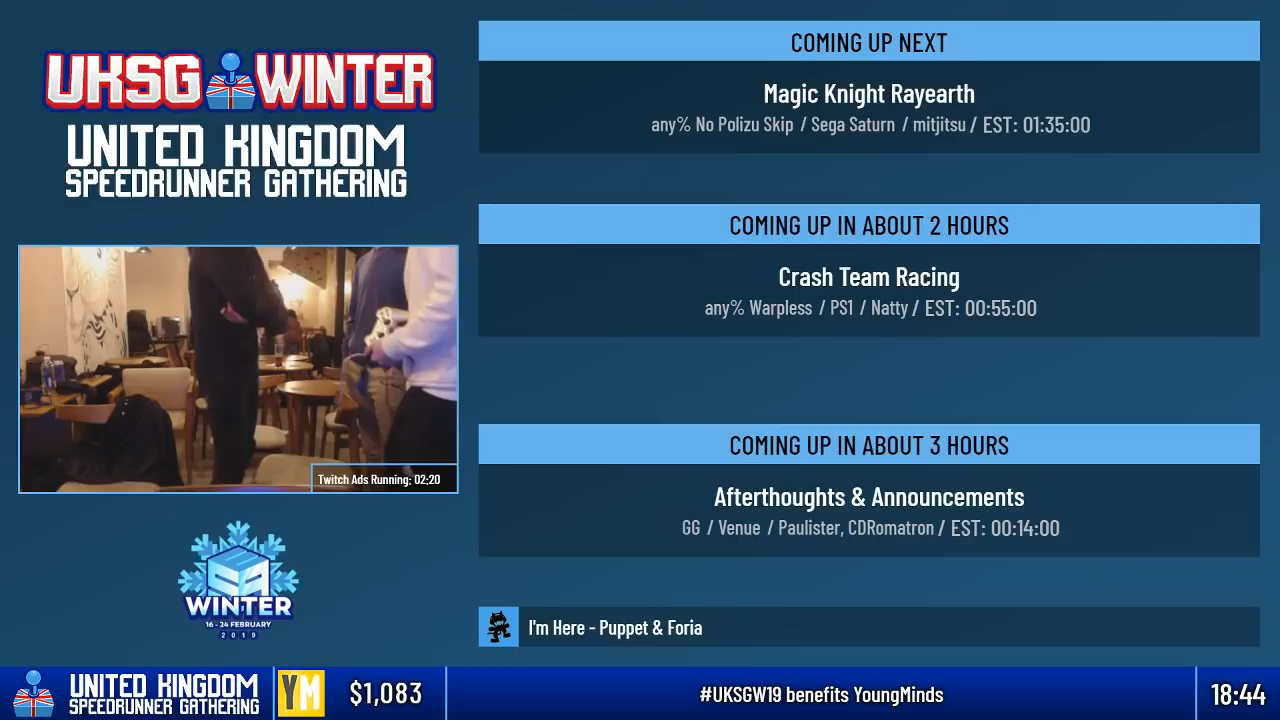 UKSG WINTER
UNITED KINGDOM
SPEEDRUNNER GATHERING
COMING UP NEXT
Magic Knight Rayearth
any% No Polizu Skip / Sega Saturn / mitjitsu / EST: 01:35:00
COMING UP IN ABOUT 2 HOURS
Crash Team Racing
any% Warpless / PS1 / Natty / EST: 00:55:00
Twitch Ads Running: 02:20
COMING UP IN ABOUT 3 HOURS
Afterthoughts & Announcements
GG / Venue / Paulister, CDRomatron / EST: 00:14:00
ESA
WINTER
16 - 24 FEBRUARY
2019
I'm Here - Puppet & Foria
UNITED KINGDOM
SPEEDRUNNER GATHERING
YM
$1,083
#UKSGW19 benefits YoungMinds
18:44